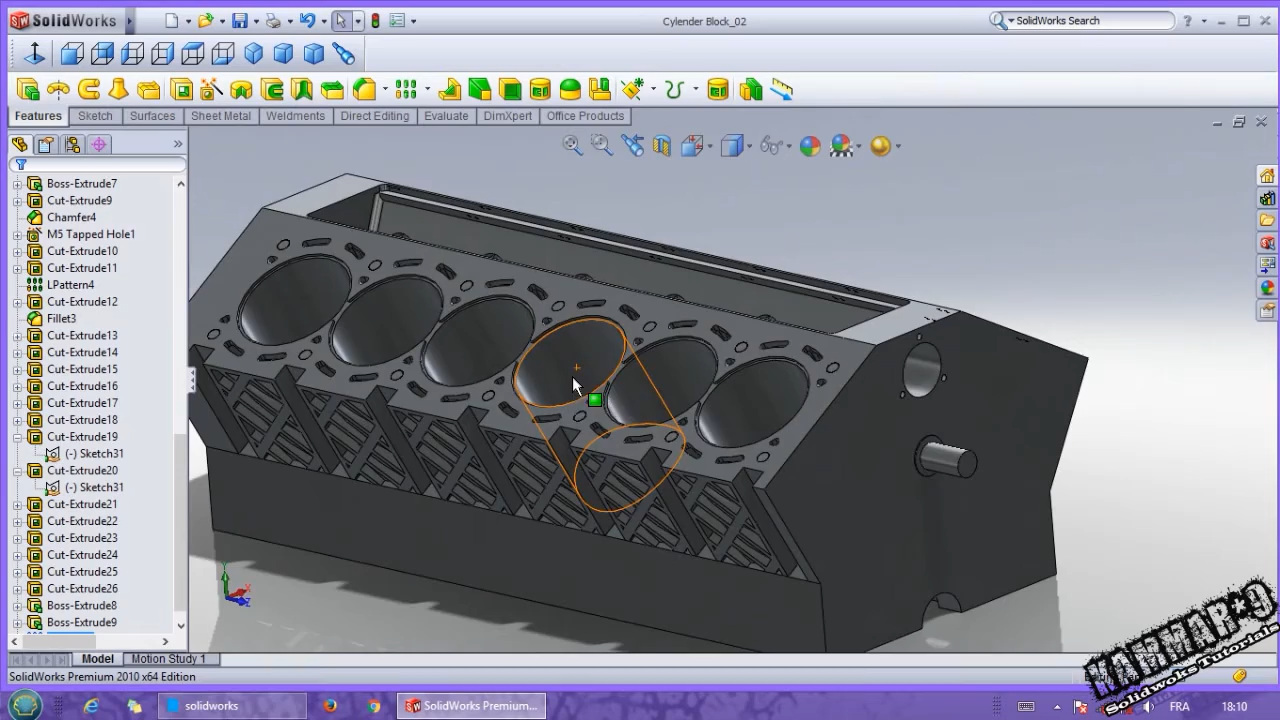 SolidWorks
Cylender Block_02
SolidWorks Search
Features
Sketch
Surfaces
Sheet Metal
Weldments
Direct Editing
Evaluate
DimXpert
Office Products
Boss-Extrude7
Cut-Extrude9
Chamfer4
M5 Tapped Hole1
Cut-Extrude10
Cut-Extrude11
LPattern4
Cut-Extrude12
Fillet3
Cut-Extrude13
Cut-Extrude14
Cut-Extrude15
Cut-Extrude16
Cut-Extrude17
Cut-Extrude18
Cut-Extrude19
(-) Sketch31
Cut-Extrude20
(-) Sketch31
Cut-Extrude21
Cut-Extrude22
Cut-Extrude23
Cut-Extrude24
Cut-Extrude25
Cut-Extrude26
Boss-Extrude8
Boss-Extrude9
Model
Motion Study 1
SolidWorks Premium 2010 x64 Edition
Solidwoks Tutorials
solidworks
SolidWorks Premium...
FRA
18:10